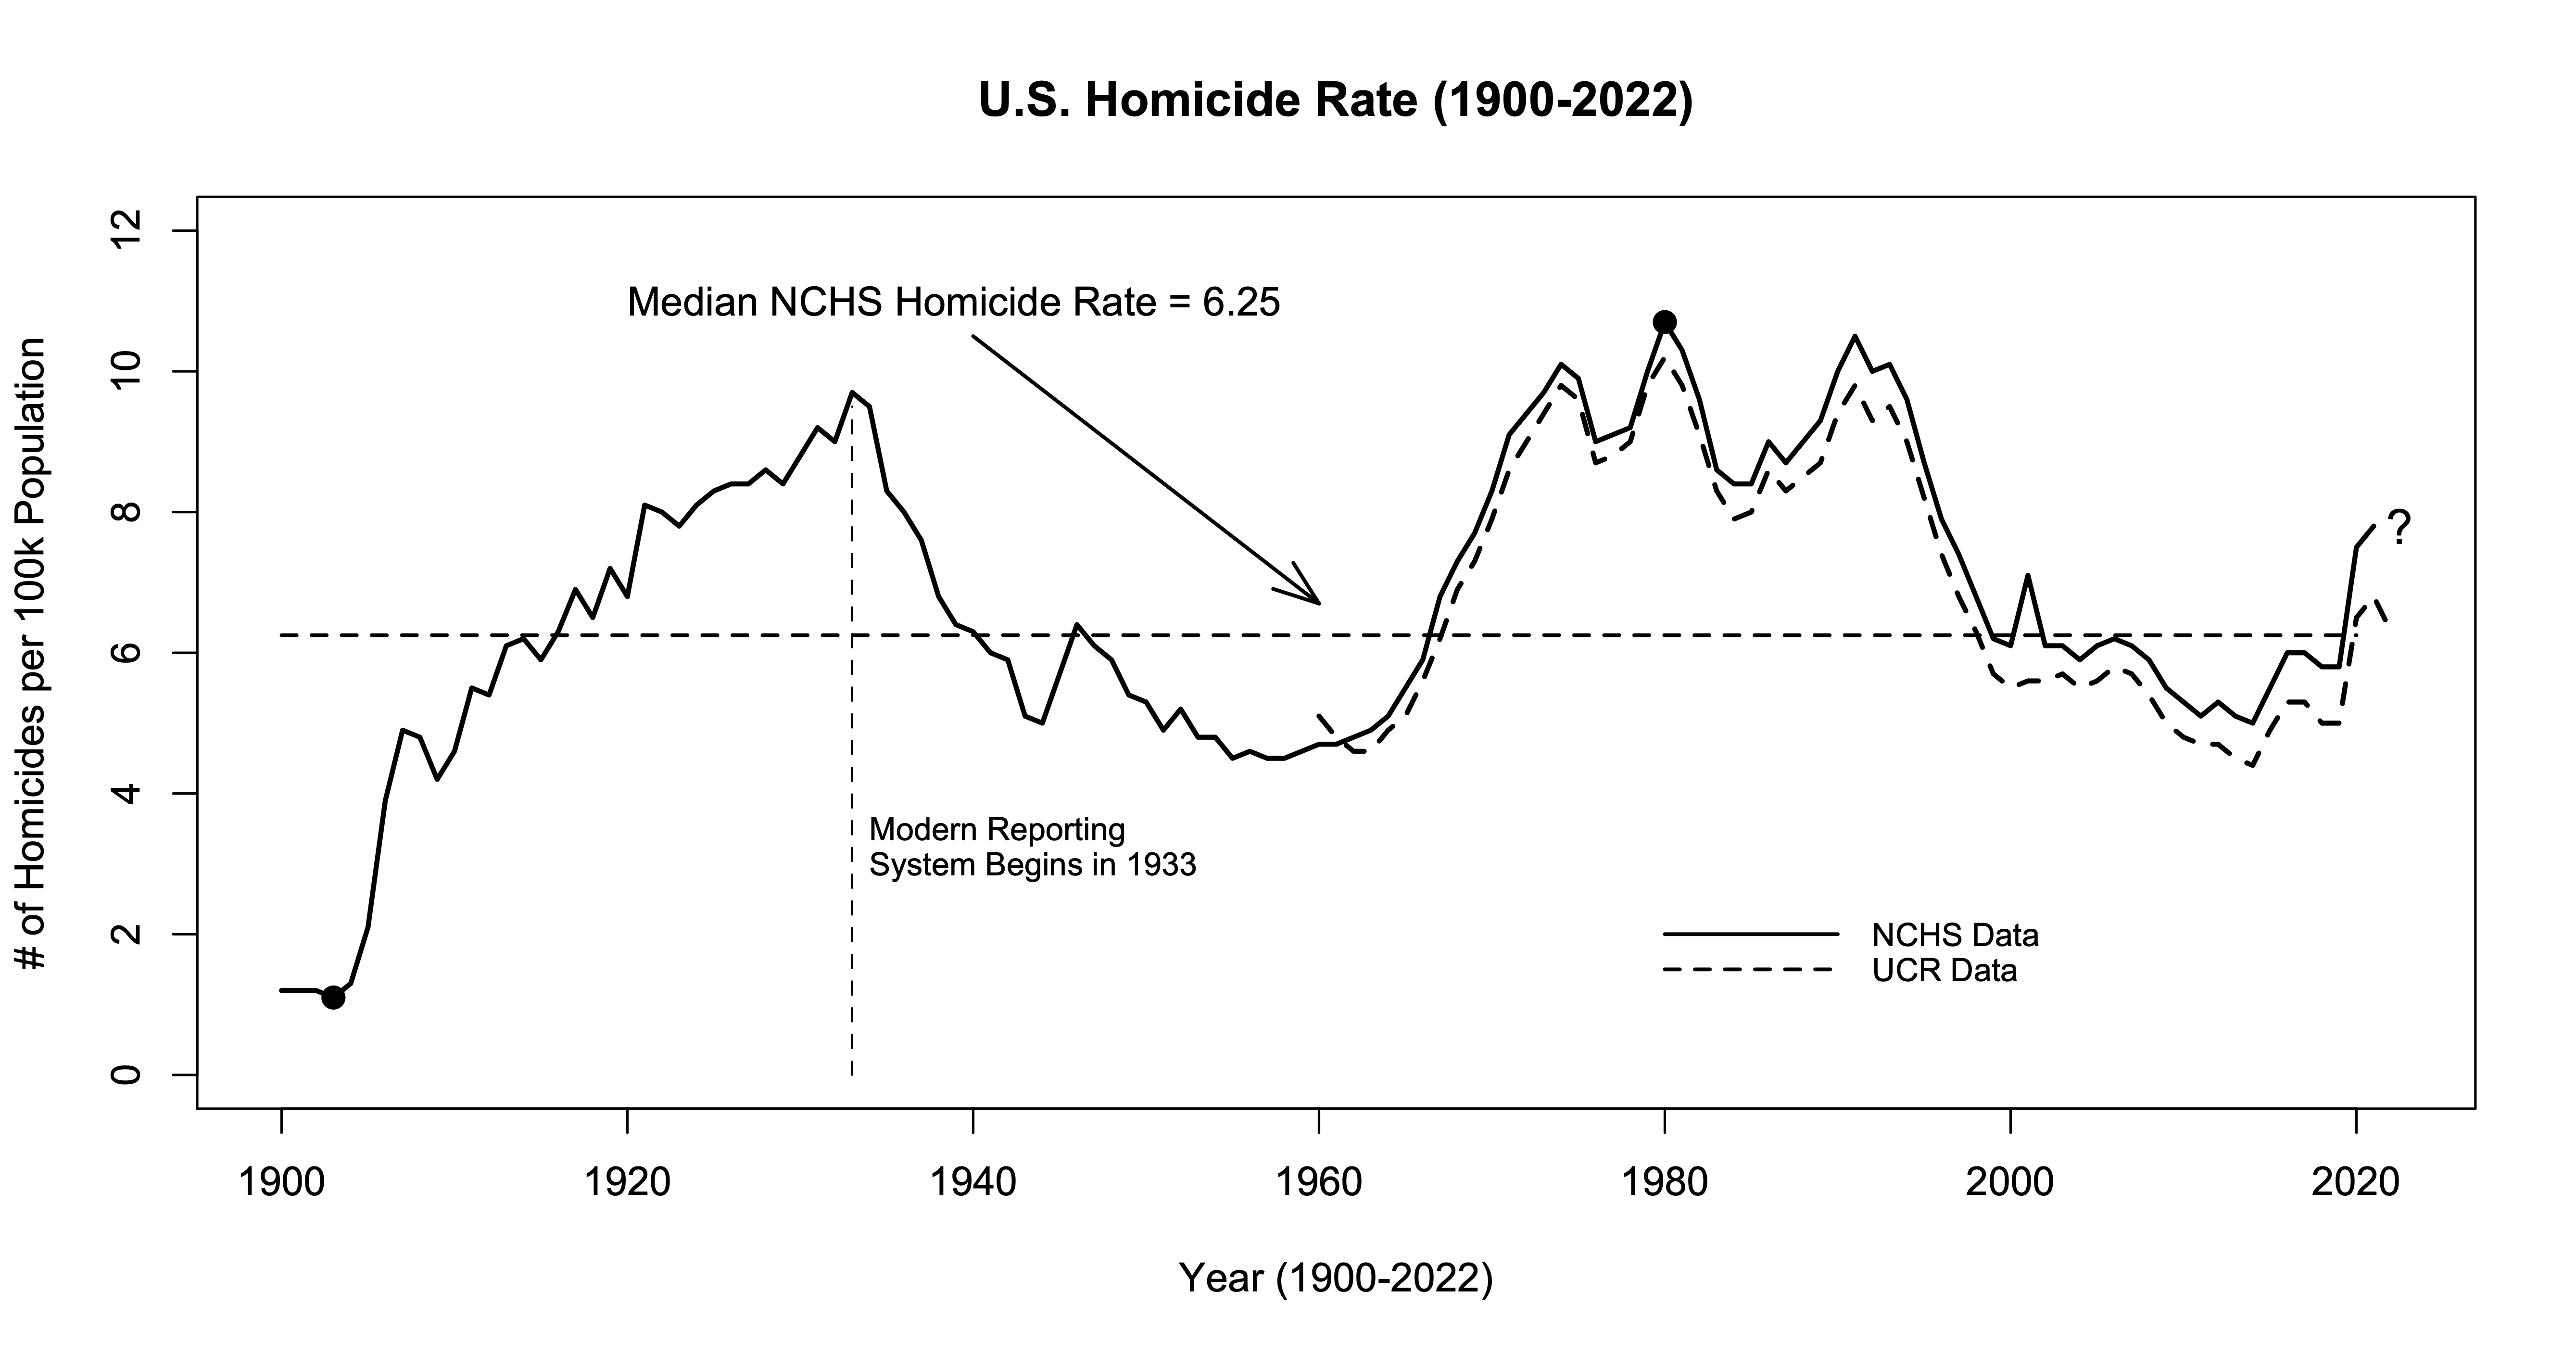 U.S. Homicide Rate (1900-2022)
# of Homicides per 100k Population
12
10
8
6
4
2
0
Median NCHS Homicide Rate = 6.25
?
Modern Reporting
System Begins in 1933
NCHS Data
UCR Data
1900 1920 1940 1960 1980 2000 2020
Year (1900-2022)